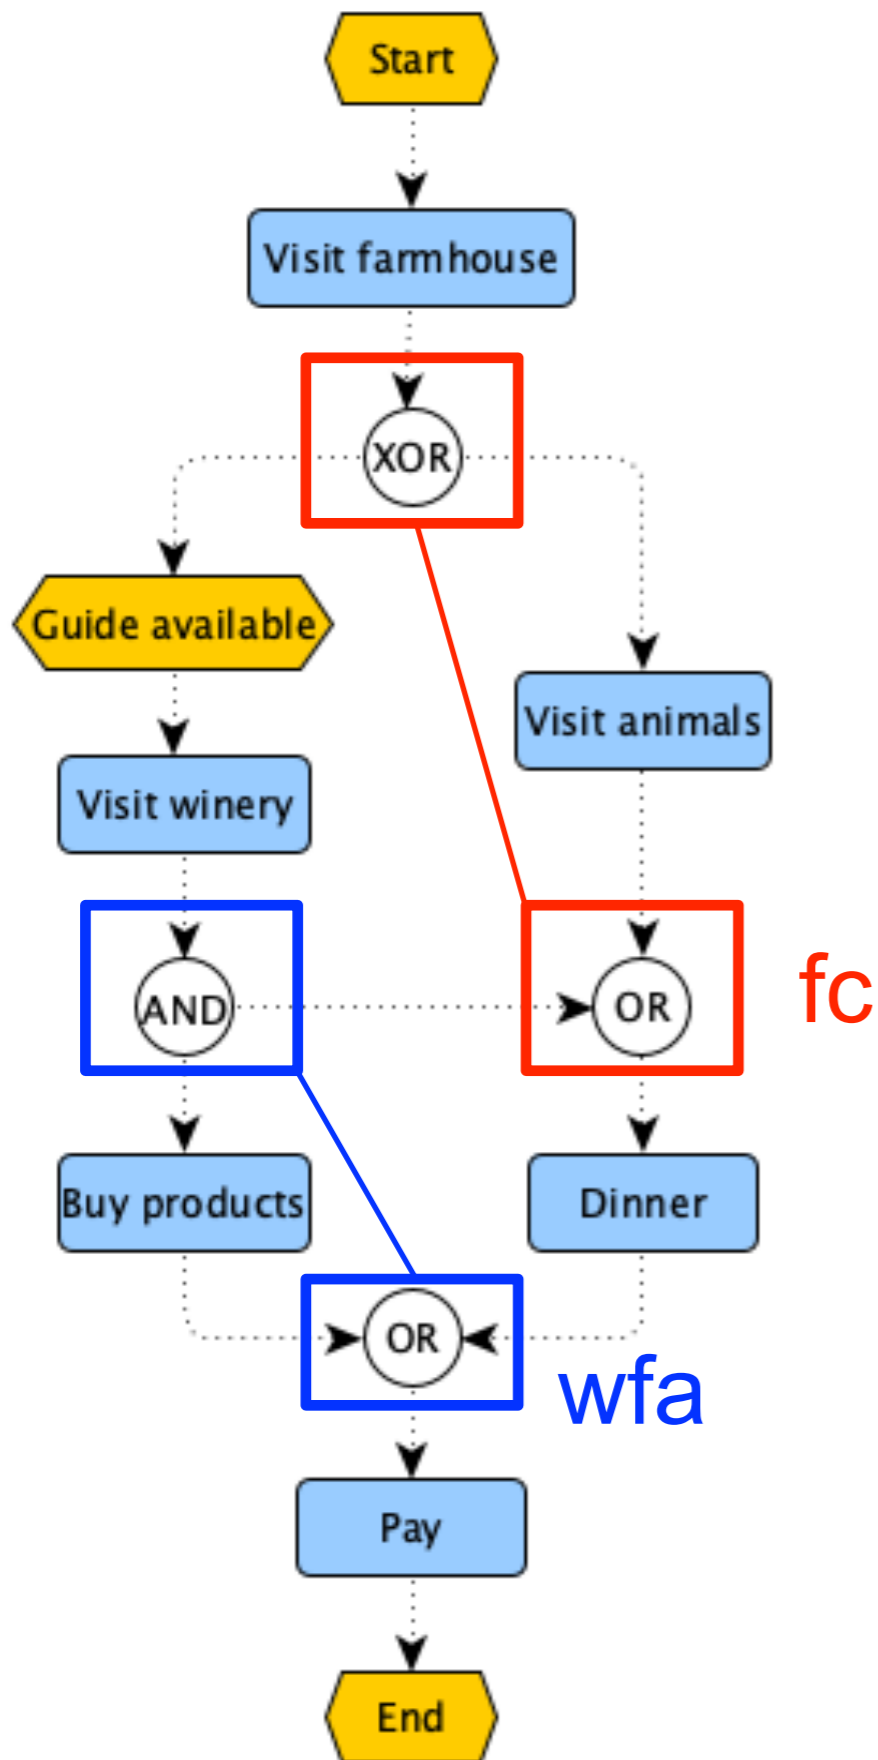 Start
Visit farmhouse
XOR
Guide available
Visit animals
Visit winery
AND
OR
fc
Buy products
Dinner
OR
wfa
Pay
End